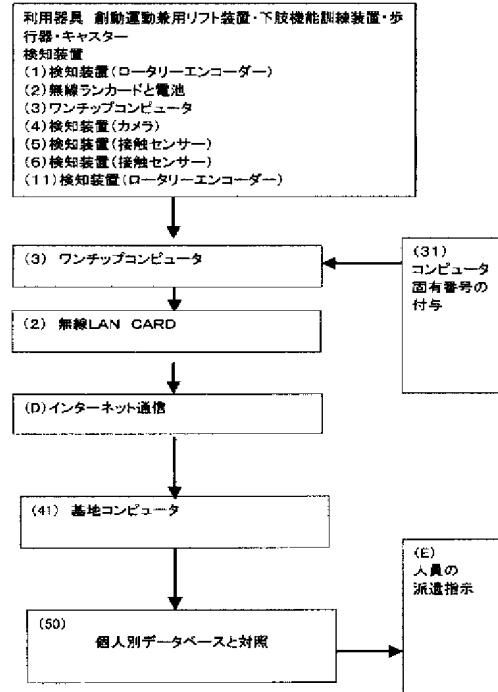 利用器具 創動運動兼用リフト装置・下肢機能訓練装置・歩
行器・キャスター
検知装置
(1)検知装置(ロータリーエンコーダー)
(2)無線ランカードと電池
(3)ワンチップコンピュータ
(4)検知装置(カメラ)
(5)検知装置(接触センサー)
(6)検知装置(接触センサー)
(11)検知装置(ロータリーエンコーダー)
(3) ワンチップコンピュータ
(31)
コンピュータ
固有番号の
付与
(2) 無線LAN CARD
(D)インターネット通信
(41) 基地コンピュータ
(E)
人員の
派遣指示
(50)
個人別データベースと対照